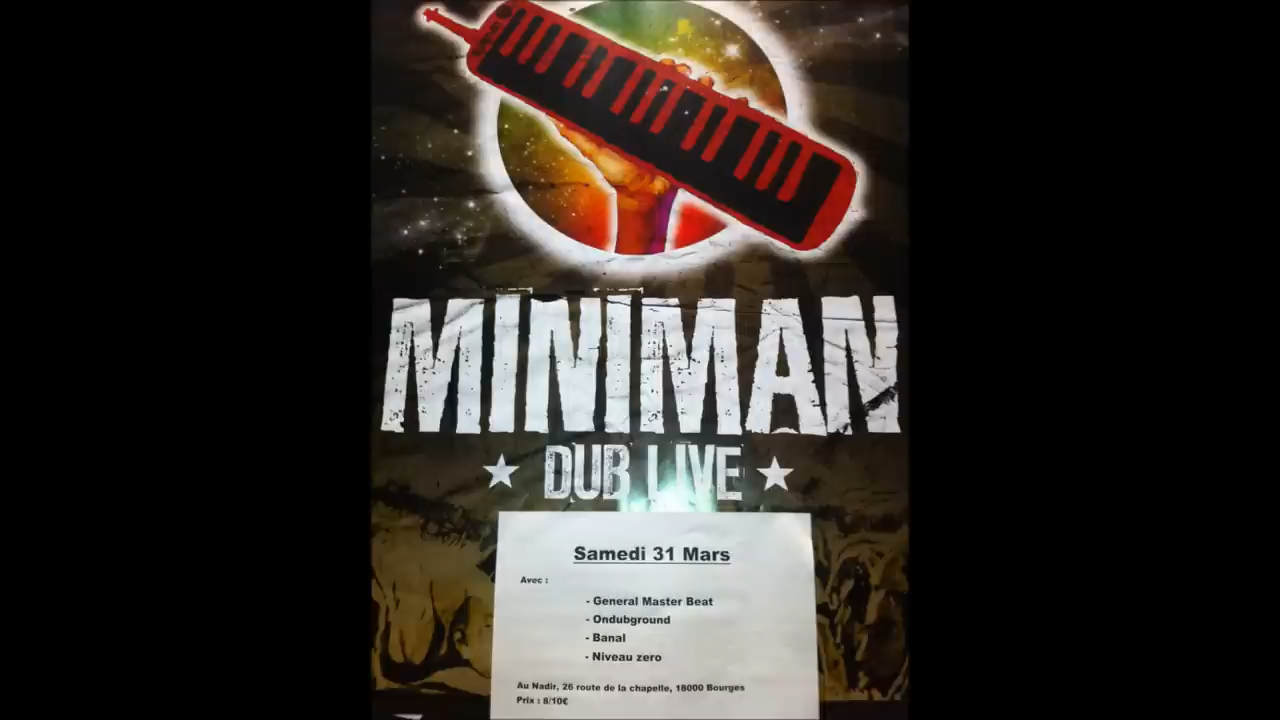 MINIMAN
DUB LIVE
Samedi 31 Mars
Avec :
- General Master Beat
- Ondubground
- Banal
- Niveau zero
Au Nadir, 26 route de la chapelle, 18000 Bourges
Prix : 8/10€